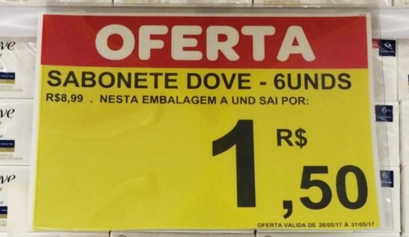 OFERTA
SABONETE DOVE - 6UNDS
R$8,99 . NESTA EMBALAGEM A UND SAI POR:
R$
1,50
OFERTA VÁLIDA DE 26/05/17 À 31/05/17